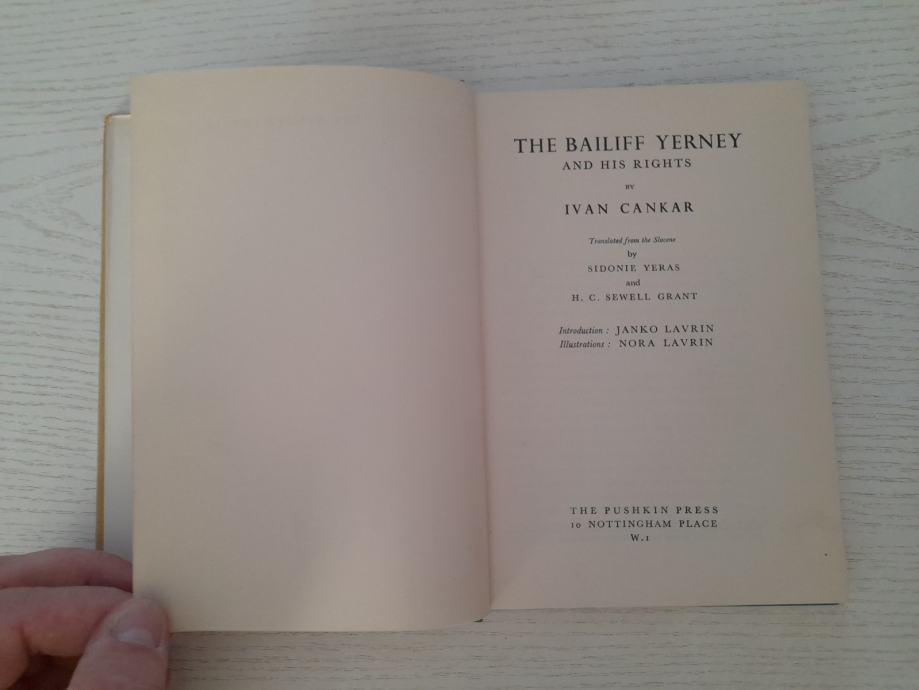 THE BAILIFF YERNEY
AND HIS RIGHTS
BY
IVAN CANKAR
Translated from the Slovene
by
SIDONIE YERAS
and
H. C. SEWELL GRANT
Introduction : JANKO LAVRIN
Illustrations : NORA LAVRIN
THE PUSHKIN PRESS
10 NOTTINGHAM PLACE
W.1